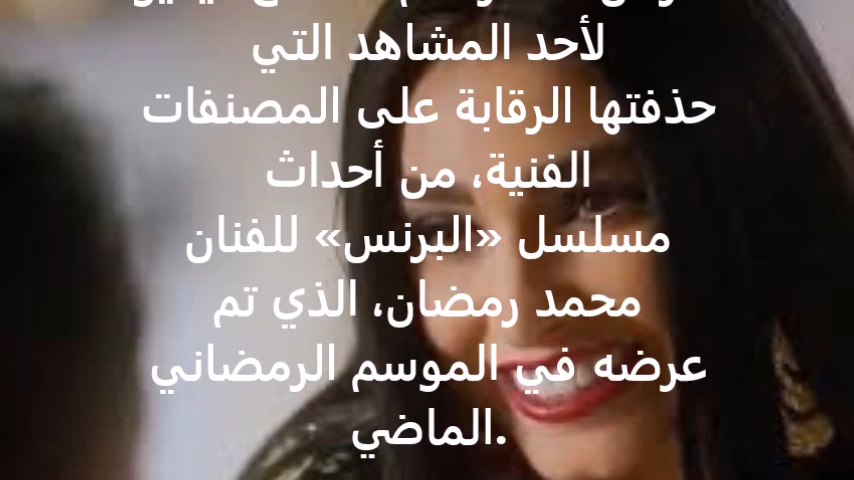 لأحد المشاهد التي
حذفتها الرقابة على المصنفات
الفنية، من أحداث
مسلسل «البرنس» للفنان
محمد رمضان، الذي تم
عرضه في الموسم الرمضاني
الماضي.